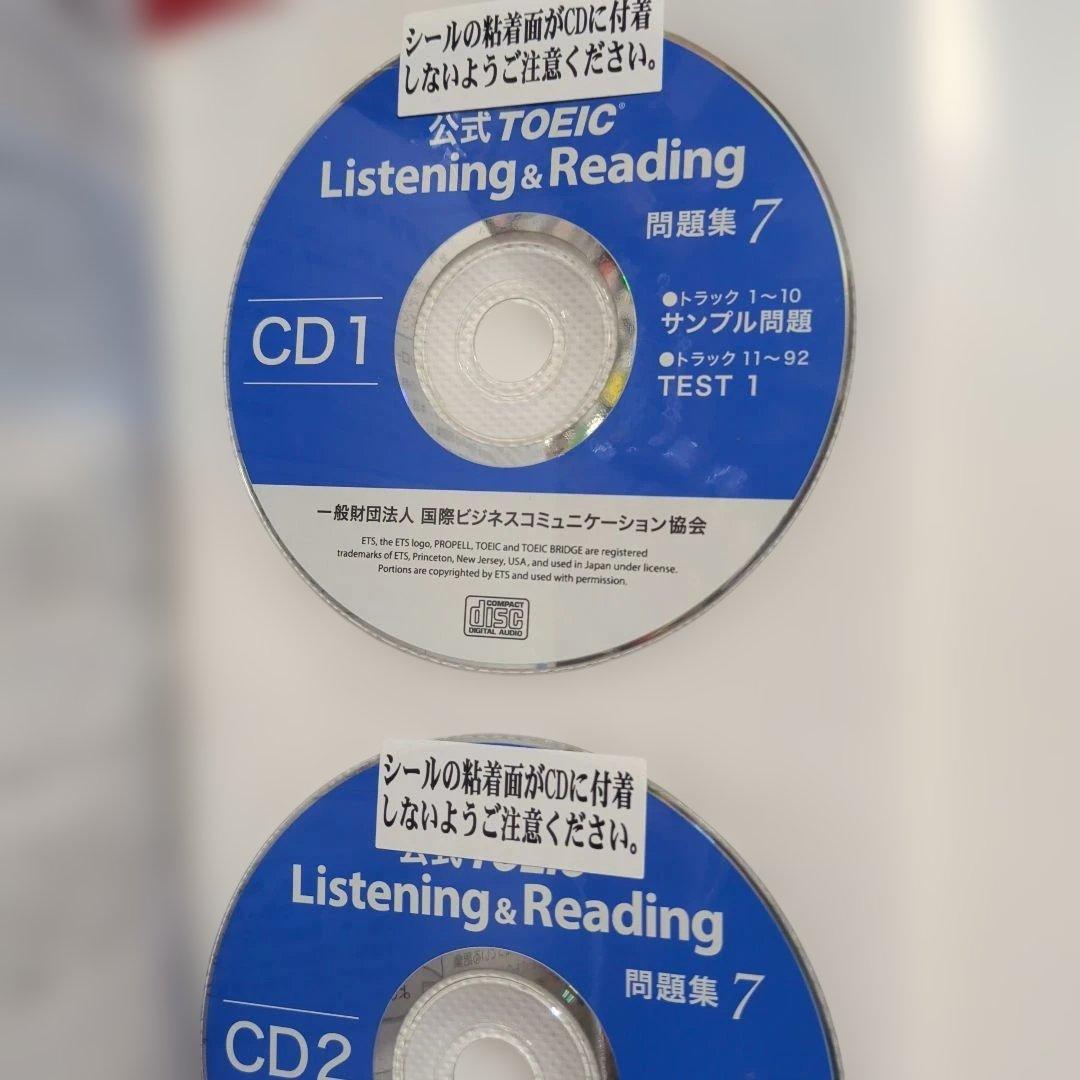 シールの粘着面がCDに付着
しないようご注意ください。
公式 TOEIC®
Listening & Reading
問題集 7
CD1
●トラック 1〜10
サンプル問題
●トラック 11〜92
TEST 1
一般財団法人 国際ビジネスコミュニケーション協会
ETS, the ETS logo, PROPELL, TOEIC and TOEIC BRIDGE are registered
trademarks of ETS, Princeton, New Jersey, USA, and used in Japan under license.
Portions are copyrighted by ETS and used with permission.
COMPACT
disc
DIGITAL AUDIO
シールの粘着面がCDに付着
しないようご注意ください。
公式 TOEIC
Listening & Reading
問題集 7
CD2